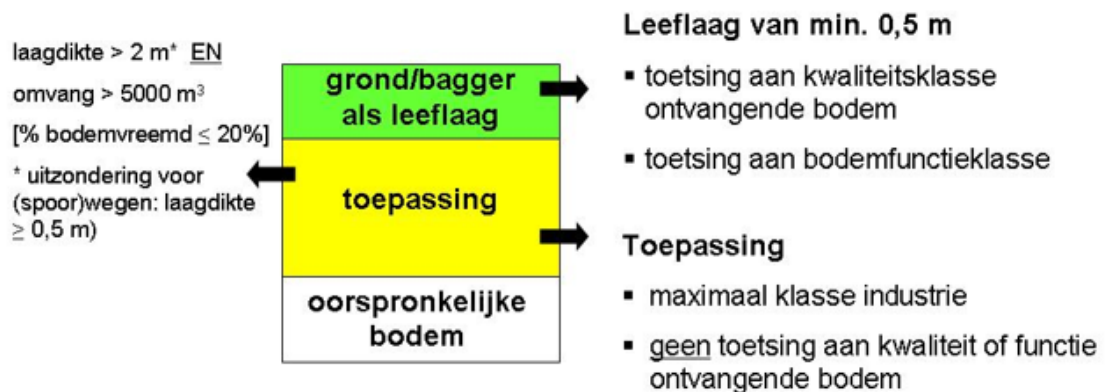 laagdikte > 2 m* EN
omvang > 5000 m³
[% bodemvreemd ≤ 20%]
* uitzondering voor
(spoor)wegen: laagdikte
≥ 0,5 m)
grond/bagger
als leeflaag
toepassing
oorspronkelijke
bodem
Leeflaag van min. 0,5 m
▪ toetsing aan kwaliteitsklasse
ontvangende bodem
▪ toetsing aan bodemfunctieklasse
Toepassing
▪ maximaal klasse industrie
▪ geen toetsing aan kwaliteit of functie
ontvangende bodem